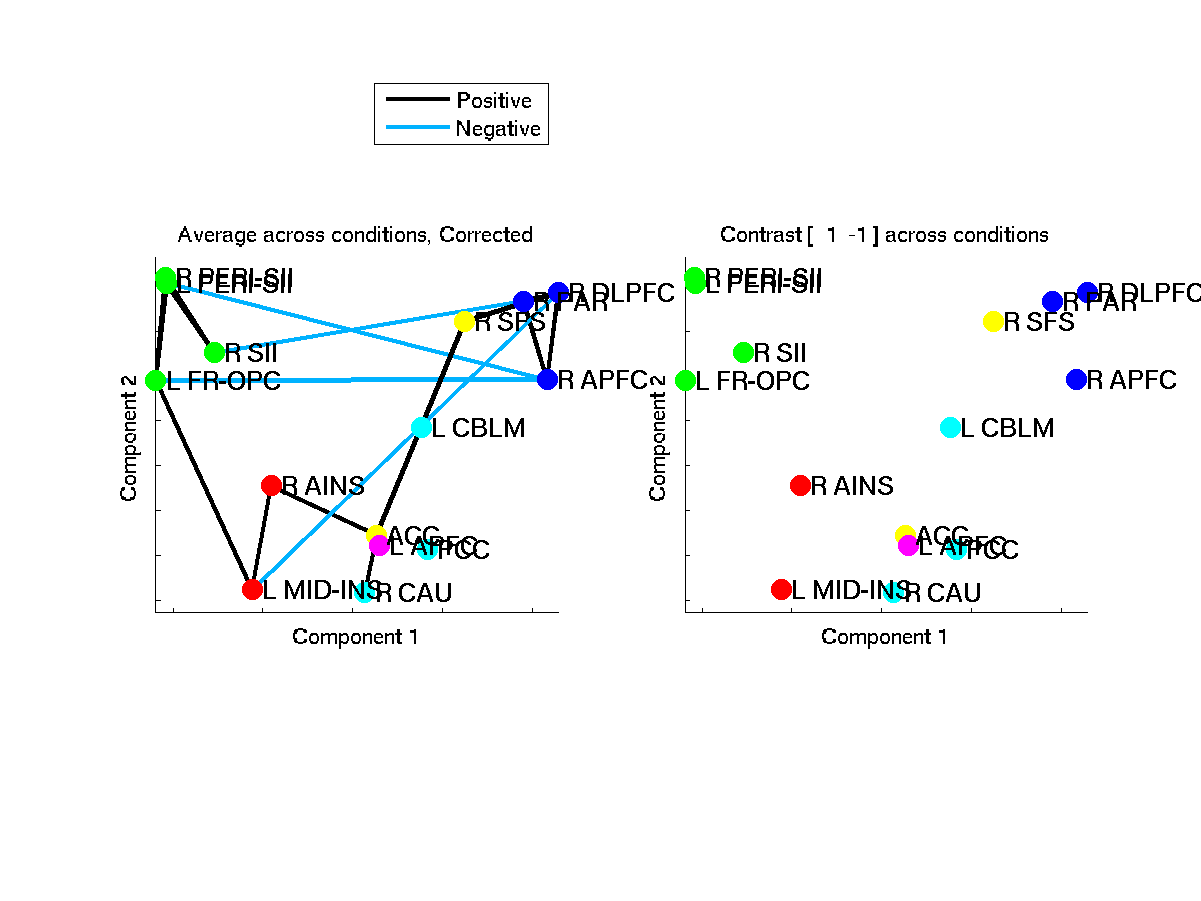 Positive
Negative
Average across conditions, Corrected
R PERI-SII
L PERI-SII
R DLPFC
R PAR
R SFS
R SII
L FR-OPC
R APFC
L CBLM
R AINS
ACC
L APFC
PCC
L MID-INS
R CAU
Component 2
Component 1
Contrast [  1  -1 ] across conditions
R PERI-SII
L PERI-SII
R DLPFC
R PAR
R SFS
R SII
L FR-OPC
R APFC
L CBLM
R AINS
ACC
L APFC
PCC
L MID-INS
R CAU
Component 2
Component 1